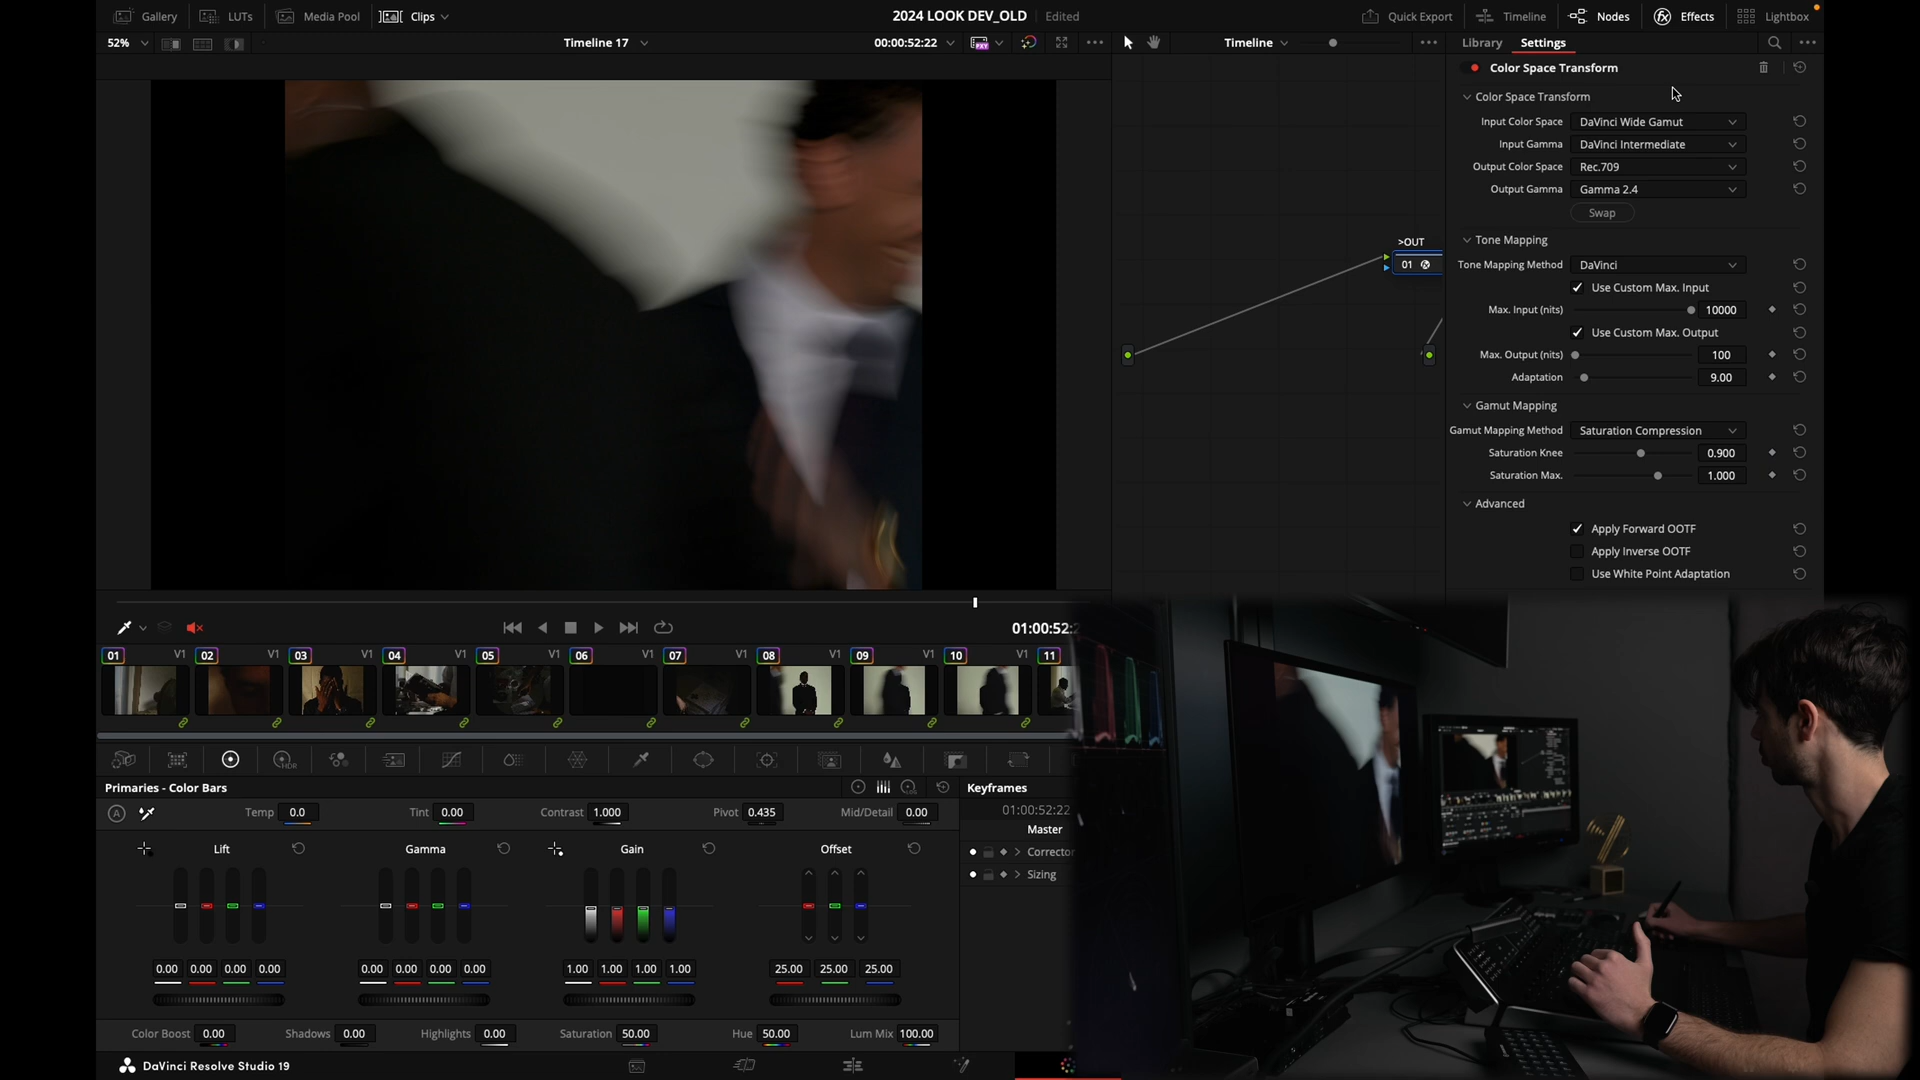 Gallery LUTs Media Pool Clips 2024 LOOK DEV_OLD Edited Quick Export Timeline Nodes Effects Lightbox
52% Timeline 17 00:00:52:22 Timeline Library Settings
Color Space Transform
Color Space Transform
Input Color Space DaVinci Wide Gamut
Input Gamma DaVinci Intermediate
Output Color Space Rec.709
Output Gamma Gamma 2.4
Swap
>OUT
01
Tone Mapping
Tone Mapping Method DaVinci
Use Custom Max. Input
Max. Input (nits) 10000
Use Custom Max. Output
Max. Output (nits) 100
Adaptation 9.00
Gamut Mapping
Gamut Mapping Method Saturation Compression
Saturation Knee 0.900
Saturation Max. 1.000
Advanced
Apply Forward OOTF
Apply Inverse OOTF
Use White Point Adaptation
01:00:52:2
01 V1 02 V1 03 V1 04 V1 05 V1 06 V1 07 V1 08 V1 09 V1 10 V1 11
Primaries - Color Bars Keyframes
A Temp 0.0 Tint 0.00 Contrast 1.000 Pivot 0.435 Mid/Detail 0.00 01:00:52:22
Master
Lift Gamma Gain Offset Corrector
Sizing
0.00 0.00 0.00 0.00 0.00 0.00 0.00 0.00 1.00 1.00 1.00 1.00 25.00 25.00 25.00
Color Boost 0.00 Shadows 0.00 Highlights 0.00 Saturation 50.00 Hue 50.00 Lum Mix 100.00
DaVinci Resolve Studio 19